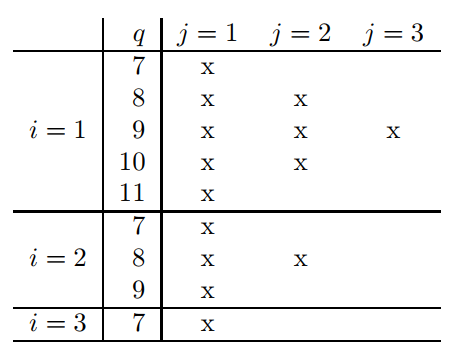 q j = 1 j = 2 j = 3
7 x
8 x x
i = 1 9 x x x
10 x x
11 x
7 x
i = 2 8 x x
9 x
i = 3 7 x